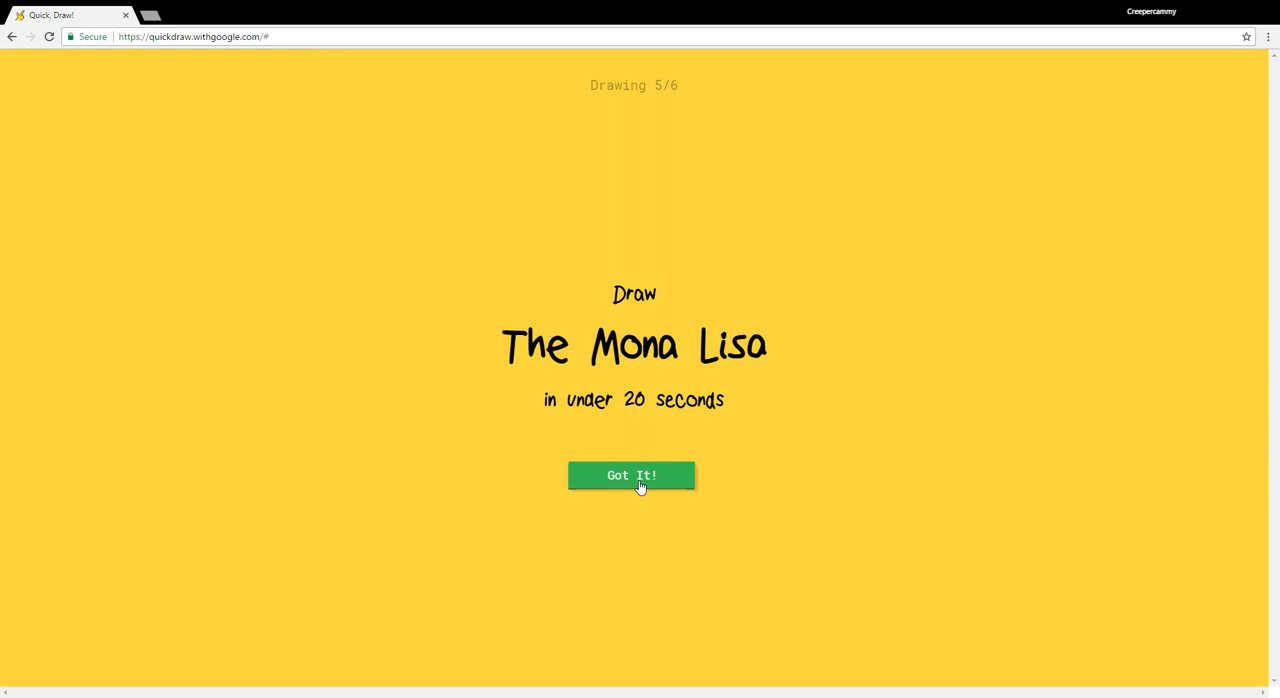 Quick, Draw!
Creepercammy
Secure https://quickdraw.withgoogle.com/#
Drawing 5/6
Draw
The Mona Lisa
in under 20 seconds
Got It!